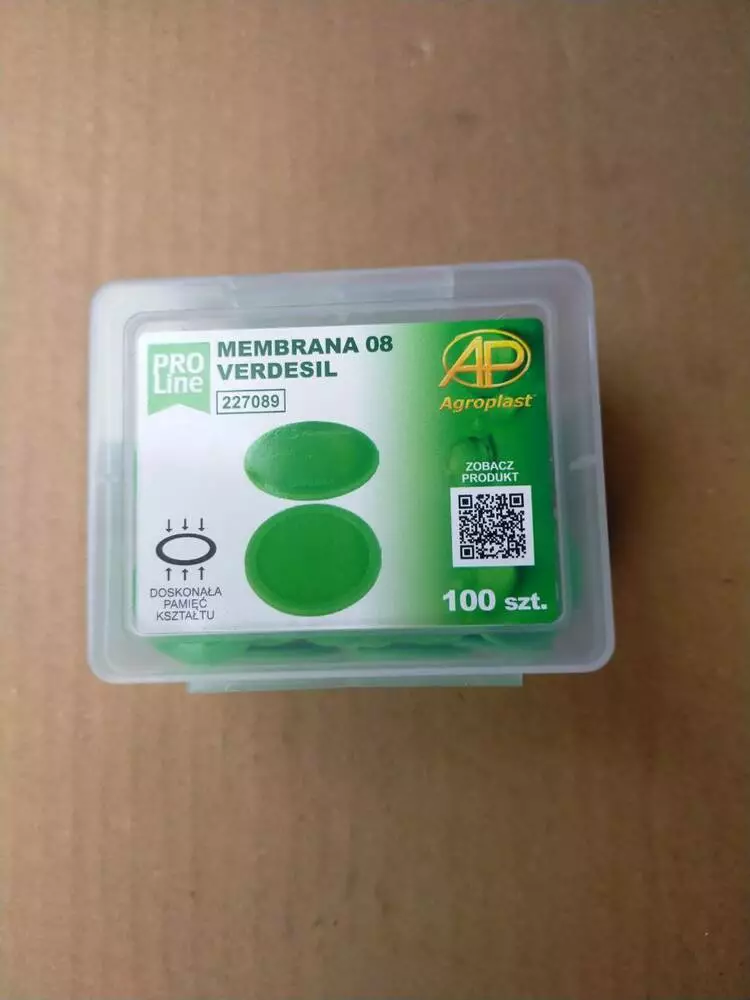 PRO
Line
MEMBRANA 08
VERDESIL
227089
AP
Agroplast
ZOBACZ
PRODUKT
DOSKONAŁA
PAMIĘĆ
KSZTAŁTU
100 szt.